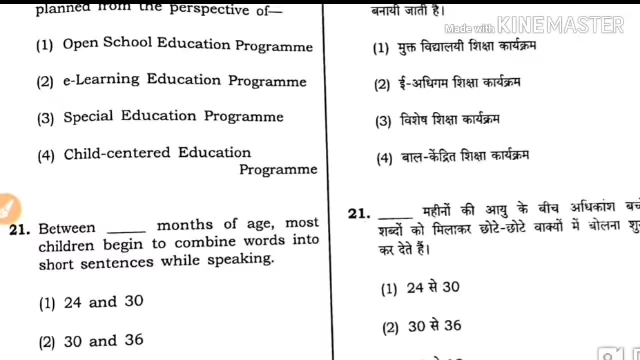 planned from the perspective of—
(1) Open School Education Programme
(2) e-Learning Education Programme
(3) Special Education Programme
(4) Child-centered Education
Programme
21. Between _____ months of age, most
children begin to combine words into
short sentences while speaking.
(1) 24 and 30
(2) 30 and 36
बनायी जाती है।
Made with KINEMASTER
(1) मुक्त विद्यालयी शिक्षा कार्यक्रम
(2) ई-अधिगम शिक्षा कार्यक्रम
(3) विशेष शिक्षा कार्यक्रम
(4) बाल-केंद्रित शिक्षा कार्यक्रम
21. _____ महीनों की आयु के बीच अधिकांश
शब्दों को मिलाकर छोटे-छोटे वाक्यों में बोलना
कर देते हैं।
(1) 24 से 30
(2) 30 से 36